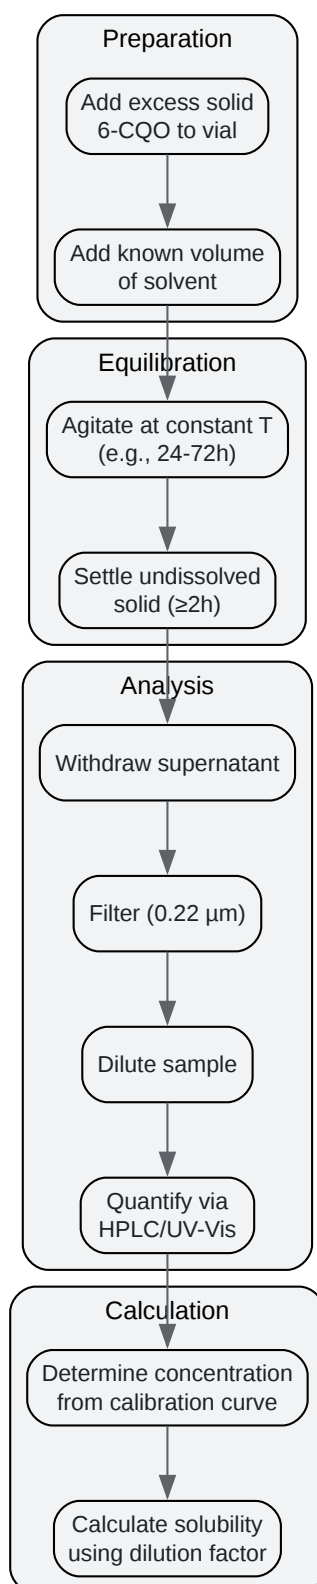 Preparation
Add excess solid
6-CQO to vial
Add known volume
of solvent
Equilibration
Agitate at constant T
(e.g., 24-72h)
Settle undissolved
solid (≥2h)
Analysis
Withdraw supernatant
Filter (0.22 µm)
Dilute sample
Quantify via
HPLC/UV-Vis
Calculation
Determine concentration
from calibration curve
Calculate solubility
using dilution factor